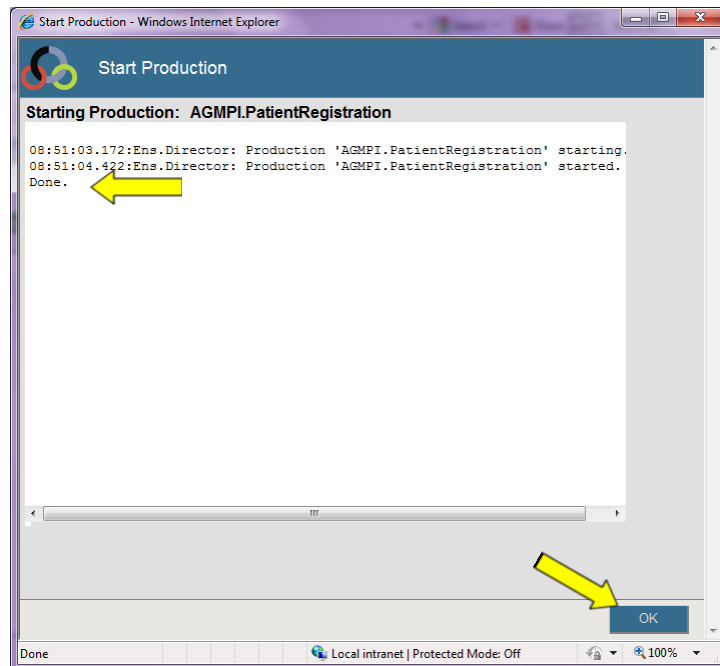 Start Production - Windows Internet Explorer
Start Production
Starting Production: AGMPI.PatientRegistration
08:51:03.172:Ens.Director: Production 'AGMPI.PatientRegistration' starting.
08:51:04.422:Ens.Director: Production 'AGMPI.PatientRegistration' started.
Done.
OK
Done
Local intranet | Protected Mode: Off
100%